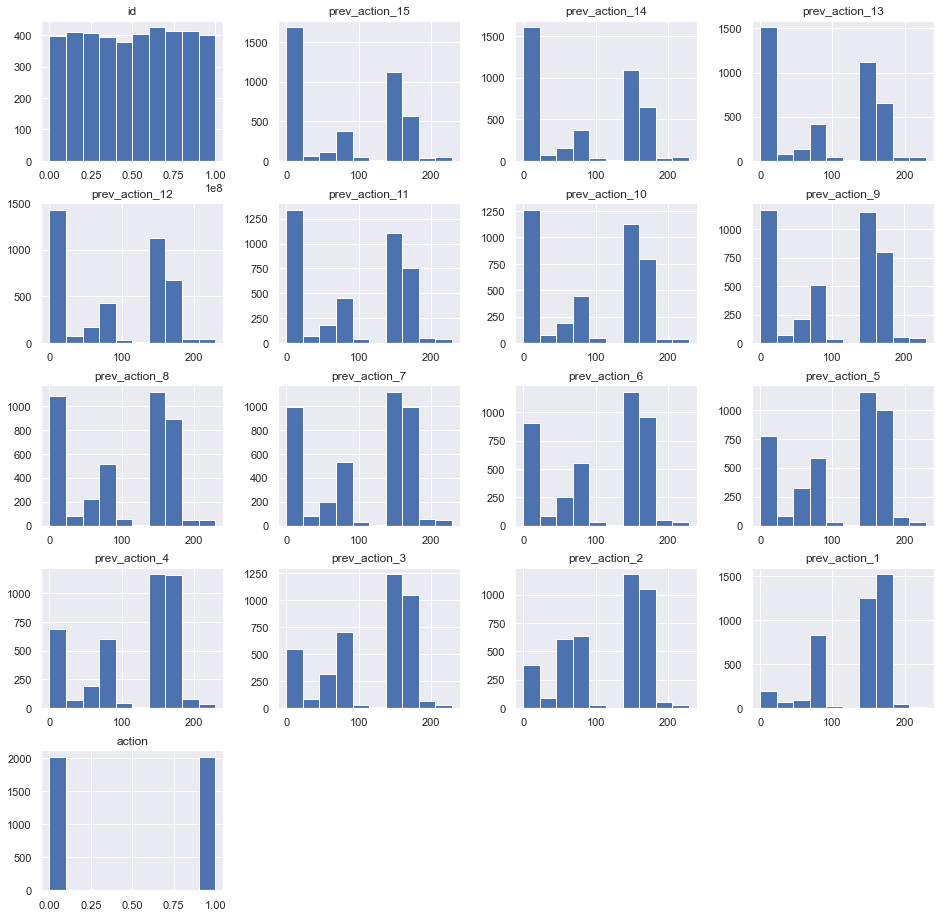 id prev_action_15 prev_action_14 prev_action_13
400 300 200 100 0
0.00 0.25 0.50 0.75 1.00
1e8
1500 1000 500 0
0 100 200
1500 1000 500 0
0 100 200
1500 1000 500 0
0 100 200
prev_action_12 prev_action_11 prev_action_10 prev_action_9
1500 1000 500 0
0 100 200
1250 1000 750 500 250 0
0 100 200
1250 1000 750 500 250 0
0 100 200
1000 750 500 250 0
0 100 200
prev_action_8 prev_action_7 prev_action_6 prev_action_5
1000 800 600 400 200 0
0 100 200
1000 800 600 400 200 0
0 100 200
1000 750 500 250 0
0 100 200
1000 750 500 250 0
0 100 200
prev_action_4 prev_action_3 prev_action_2 prev_action_1
1000 750 500 250 0
0 100 200
1250 1000 750 500 250 0
0 100 200
1000 750 500 250 0
0 100 200
1500 1000 500 0
0 100 200
action
2000 1500 1000 500 0
0.00 0.25 0.50 0.75 1.00